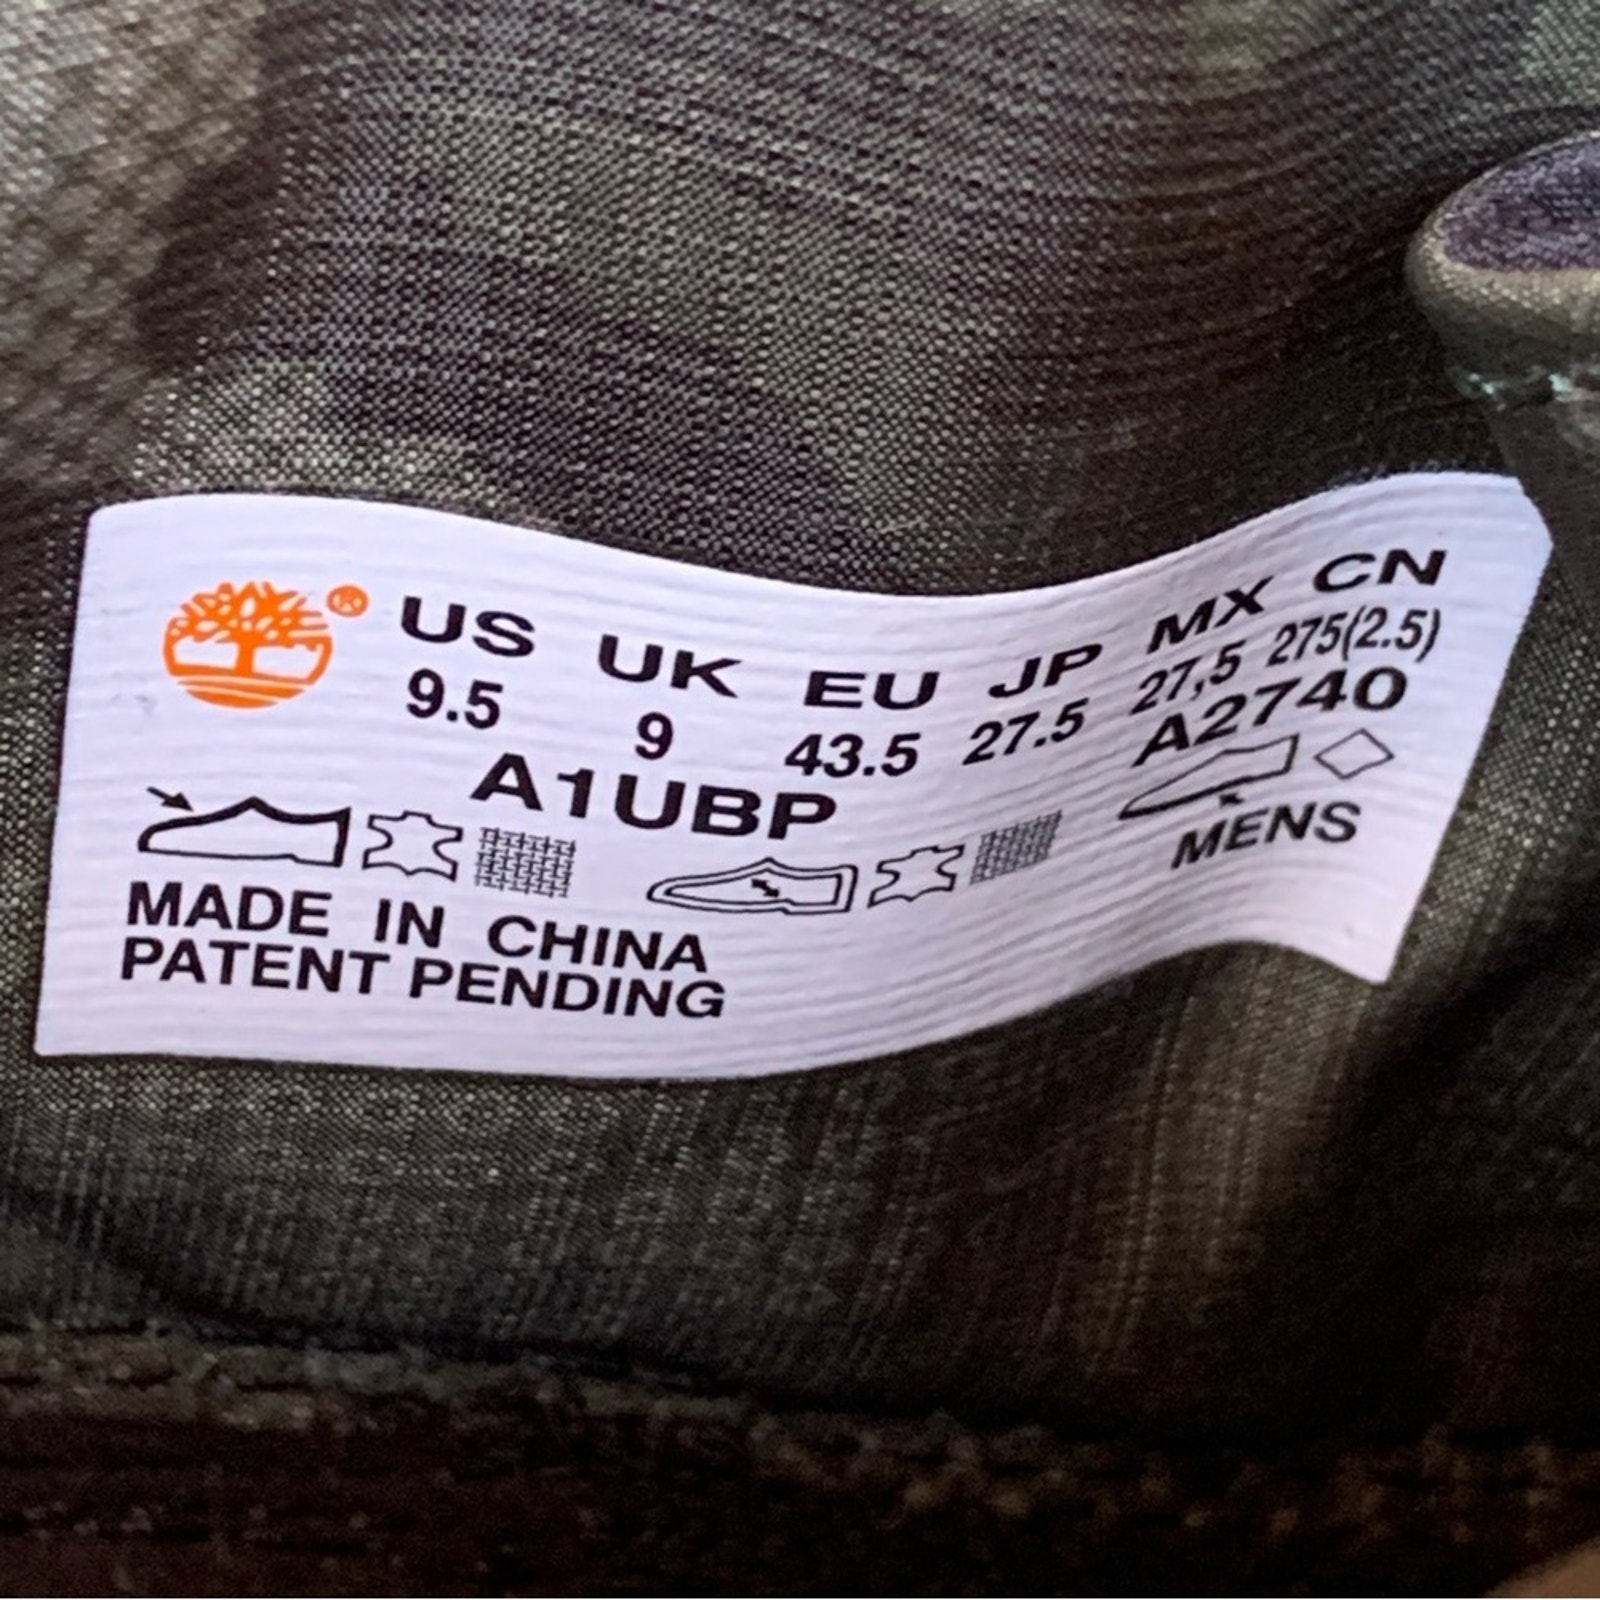 ® US UK EU JP MX CN
9.5 9 43.5 27.5 27,5 275(2.5)
A1UBP A2740
MENS
MADE IN CHINA
PATENT PENDING